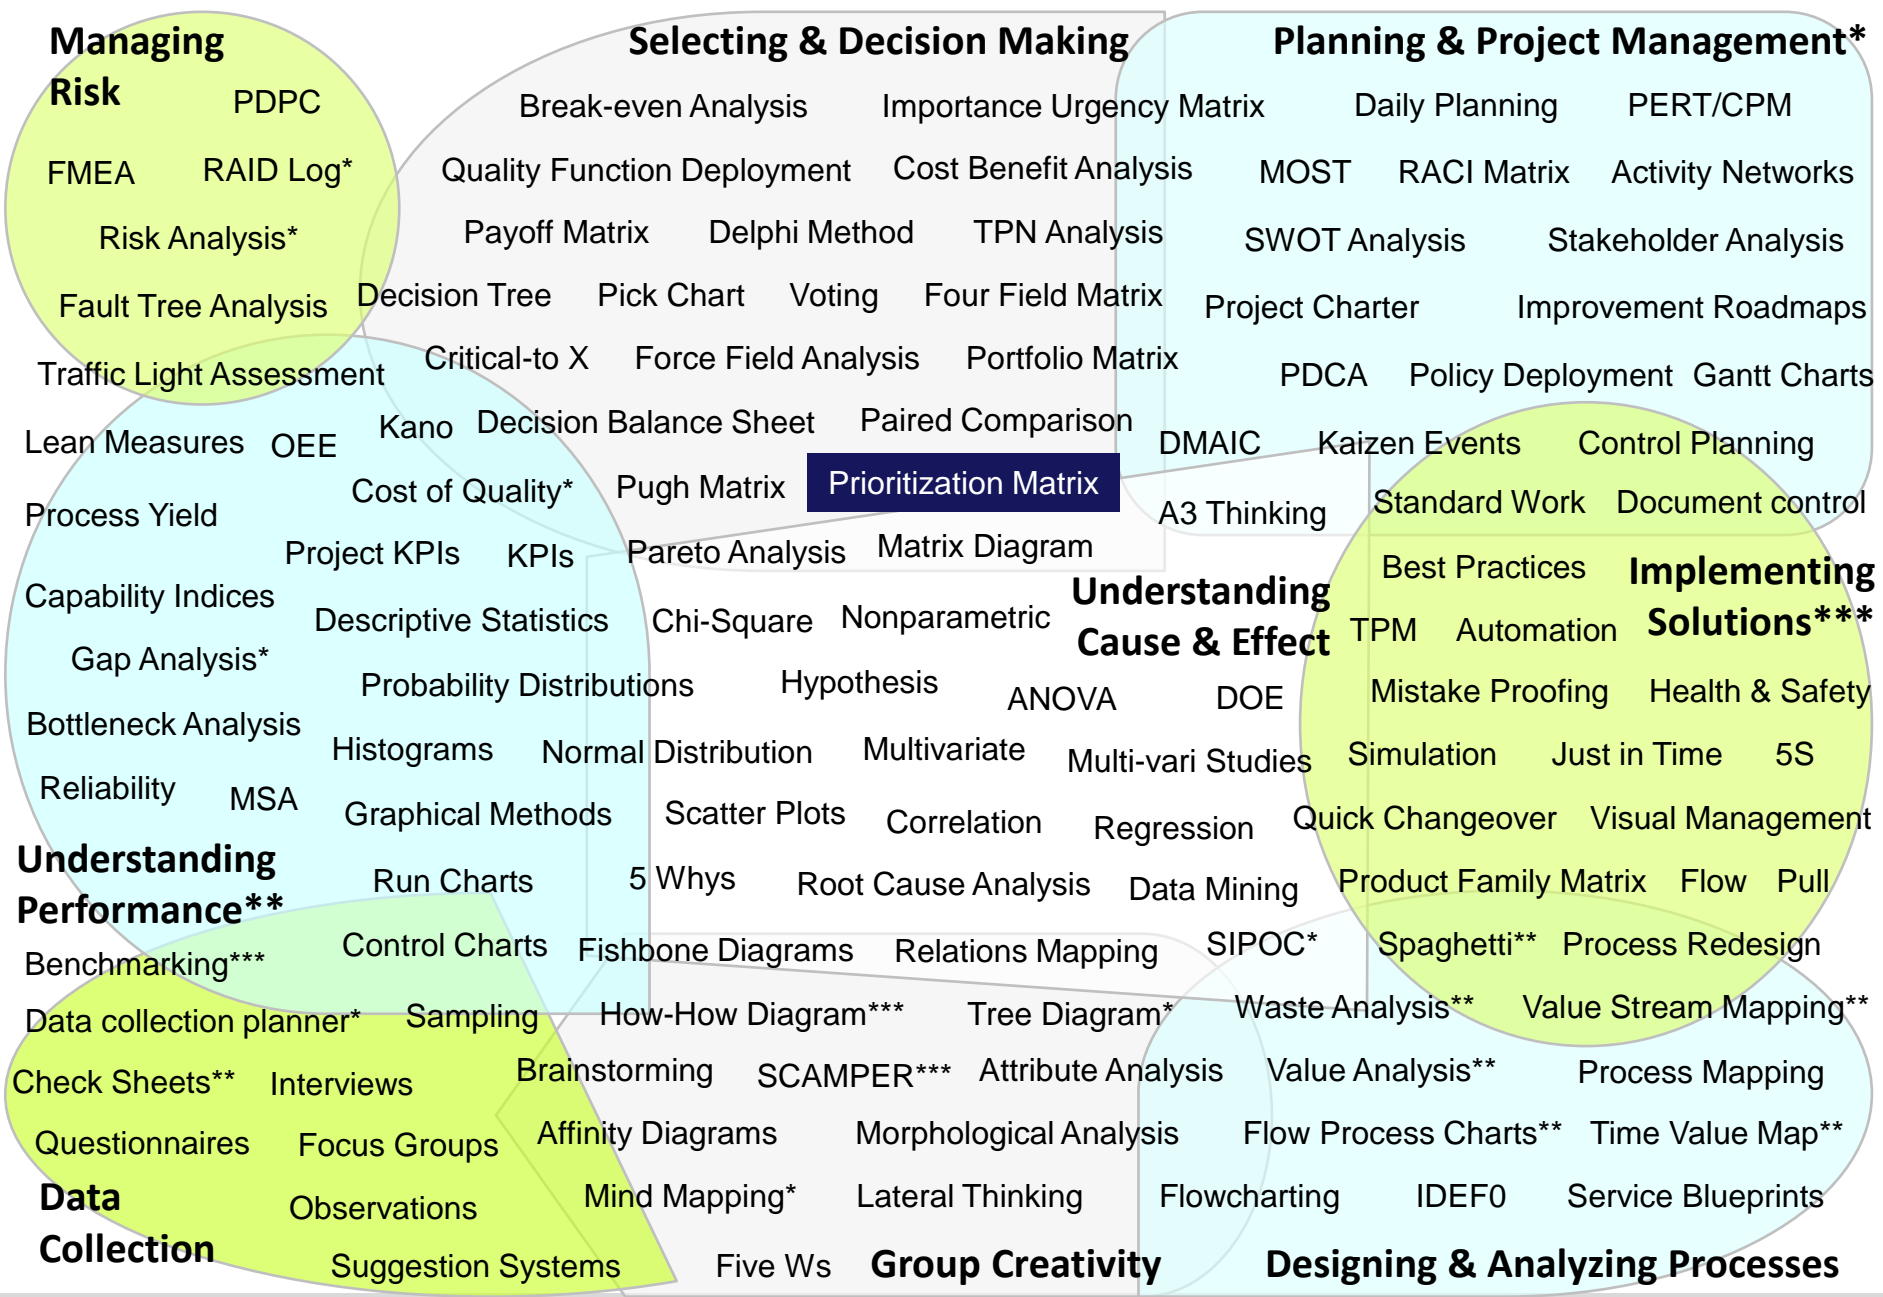 Managing
Risk
Selecting & Decision Making
Planning & Project Management*
PDPC
Break-even Analysis
Importance Urgency Matrix
Daily Planning
PERT/CPM
FMEA
RAID Log*
Quality Function Deployment
Cost Benefit Analysis
MOST
RACI Matrix
Activity Networks
Risk Analysis*
Payoff Matrix
Delphi Method
TPN Analysis
SWOT Analysis
Stakeholder Analysis
Fault Tree Analysis
Decision Tree
Pick Chart
Voting
Four Field Matrix
Project Charter
Improvement Roadmaps
Traffic Light Assessment
Critical-to X
Force Field Analysis
Portfolio Matrix
PDCA
Policy Deployment
Gantt Charts
Lean Measures
OEE
Kano
Decision Balance Sheet
Paired Comparison
DMAIC
Kaizen Events
Control Planning
Cost of Quality*
Pugh Matrix
Prioritization Matrix
A3 Thinking
Standard Work
Document control
Process Yield
Project KPIs
KPIs
Pareto Analysis
Matrix Diagram
Best Practices
Implementing
Solutions***
Understanding
Cause & Effect
Capability Indices
Descriptive Statistics
Chi-Square
Nonparametric
TPM
Automation
Gap Analysis*
Probability Distributions
Hypothesis
ANOVA
DOE
Mistake Proofing
Health & Safety
Bottleneck Analysis
Histograms
Normal Distribution
Multivariate
Multi-vari Studies
Simulation
Just in Time
5S
Reliability
MSA
Graphical Methods
Scatter Plots
Correlation
Regression
Quick Changeover
Visual Management
Understanding
Performance**
Run Charts
5 Whys
Root Cause Analysis
Data Mining
Product Family Matrix
Flow
Pull
Benchmarking***
Control Charts
Fishbone Diagrams
Relations Mapping
SIPOC*
Spaghetti**
Process Redesign
Data collection planner*
Sampling
How-How Diagram***
Tree Diagram*
Waste Analysis**
Value Stream Mapping**
Check Sheets**
Interviews
Brainstorming
SCAMPER***
Attribute Analysis
Value Analysis**
Process Mapping
Questionnaires
Focus Groups
Affinity Diagrams
Morphological Analysis
Flow Process Charts**
Time Value Map**
Data
Collection
Observations
Mind Mapping*
Lateral Thinking
Flowcharting
IDEF0
Service Blueprints
Suggestion Systems
Five Ws
Group Creativity
Designing & Analyzing Processes